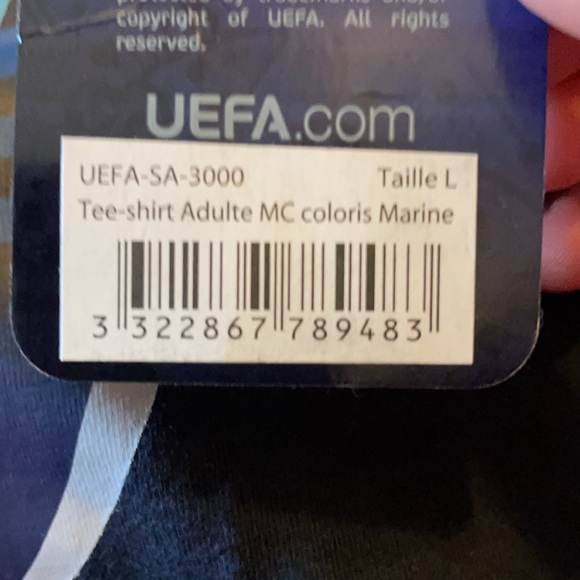 copyright of UEFA. All rights
reserved.
UEFA.com
UEFA-SA-3000 Taille L
Tee-shirt Adulte MC coloris Marine
3 322867 789483